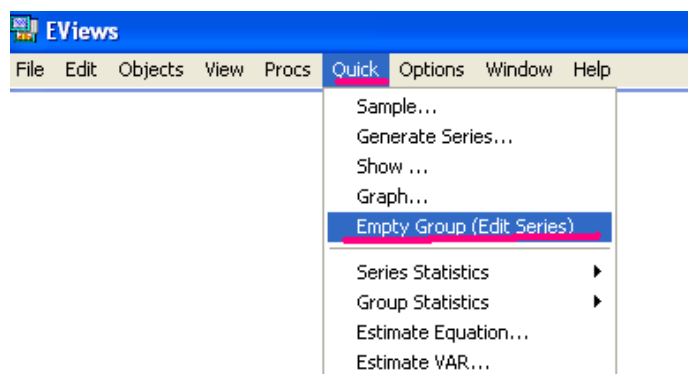 EViews
File Edit Objects View Procs Quick Options Window Help
Sample...
Generate Series...
Show ...
Graph...
Empty Group (Edit Series)
Series Statistics
Group Statistics
Estimate Equation...
Estimate VAR...